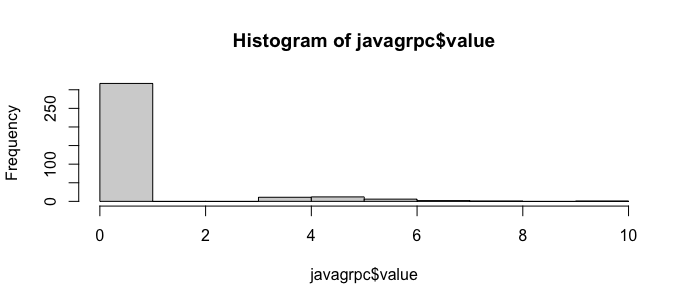 Histogram of javagrpc$value
Frequency
250
100
0
0 2 4 6 8 10
javagrpc$value